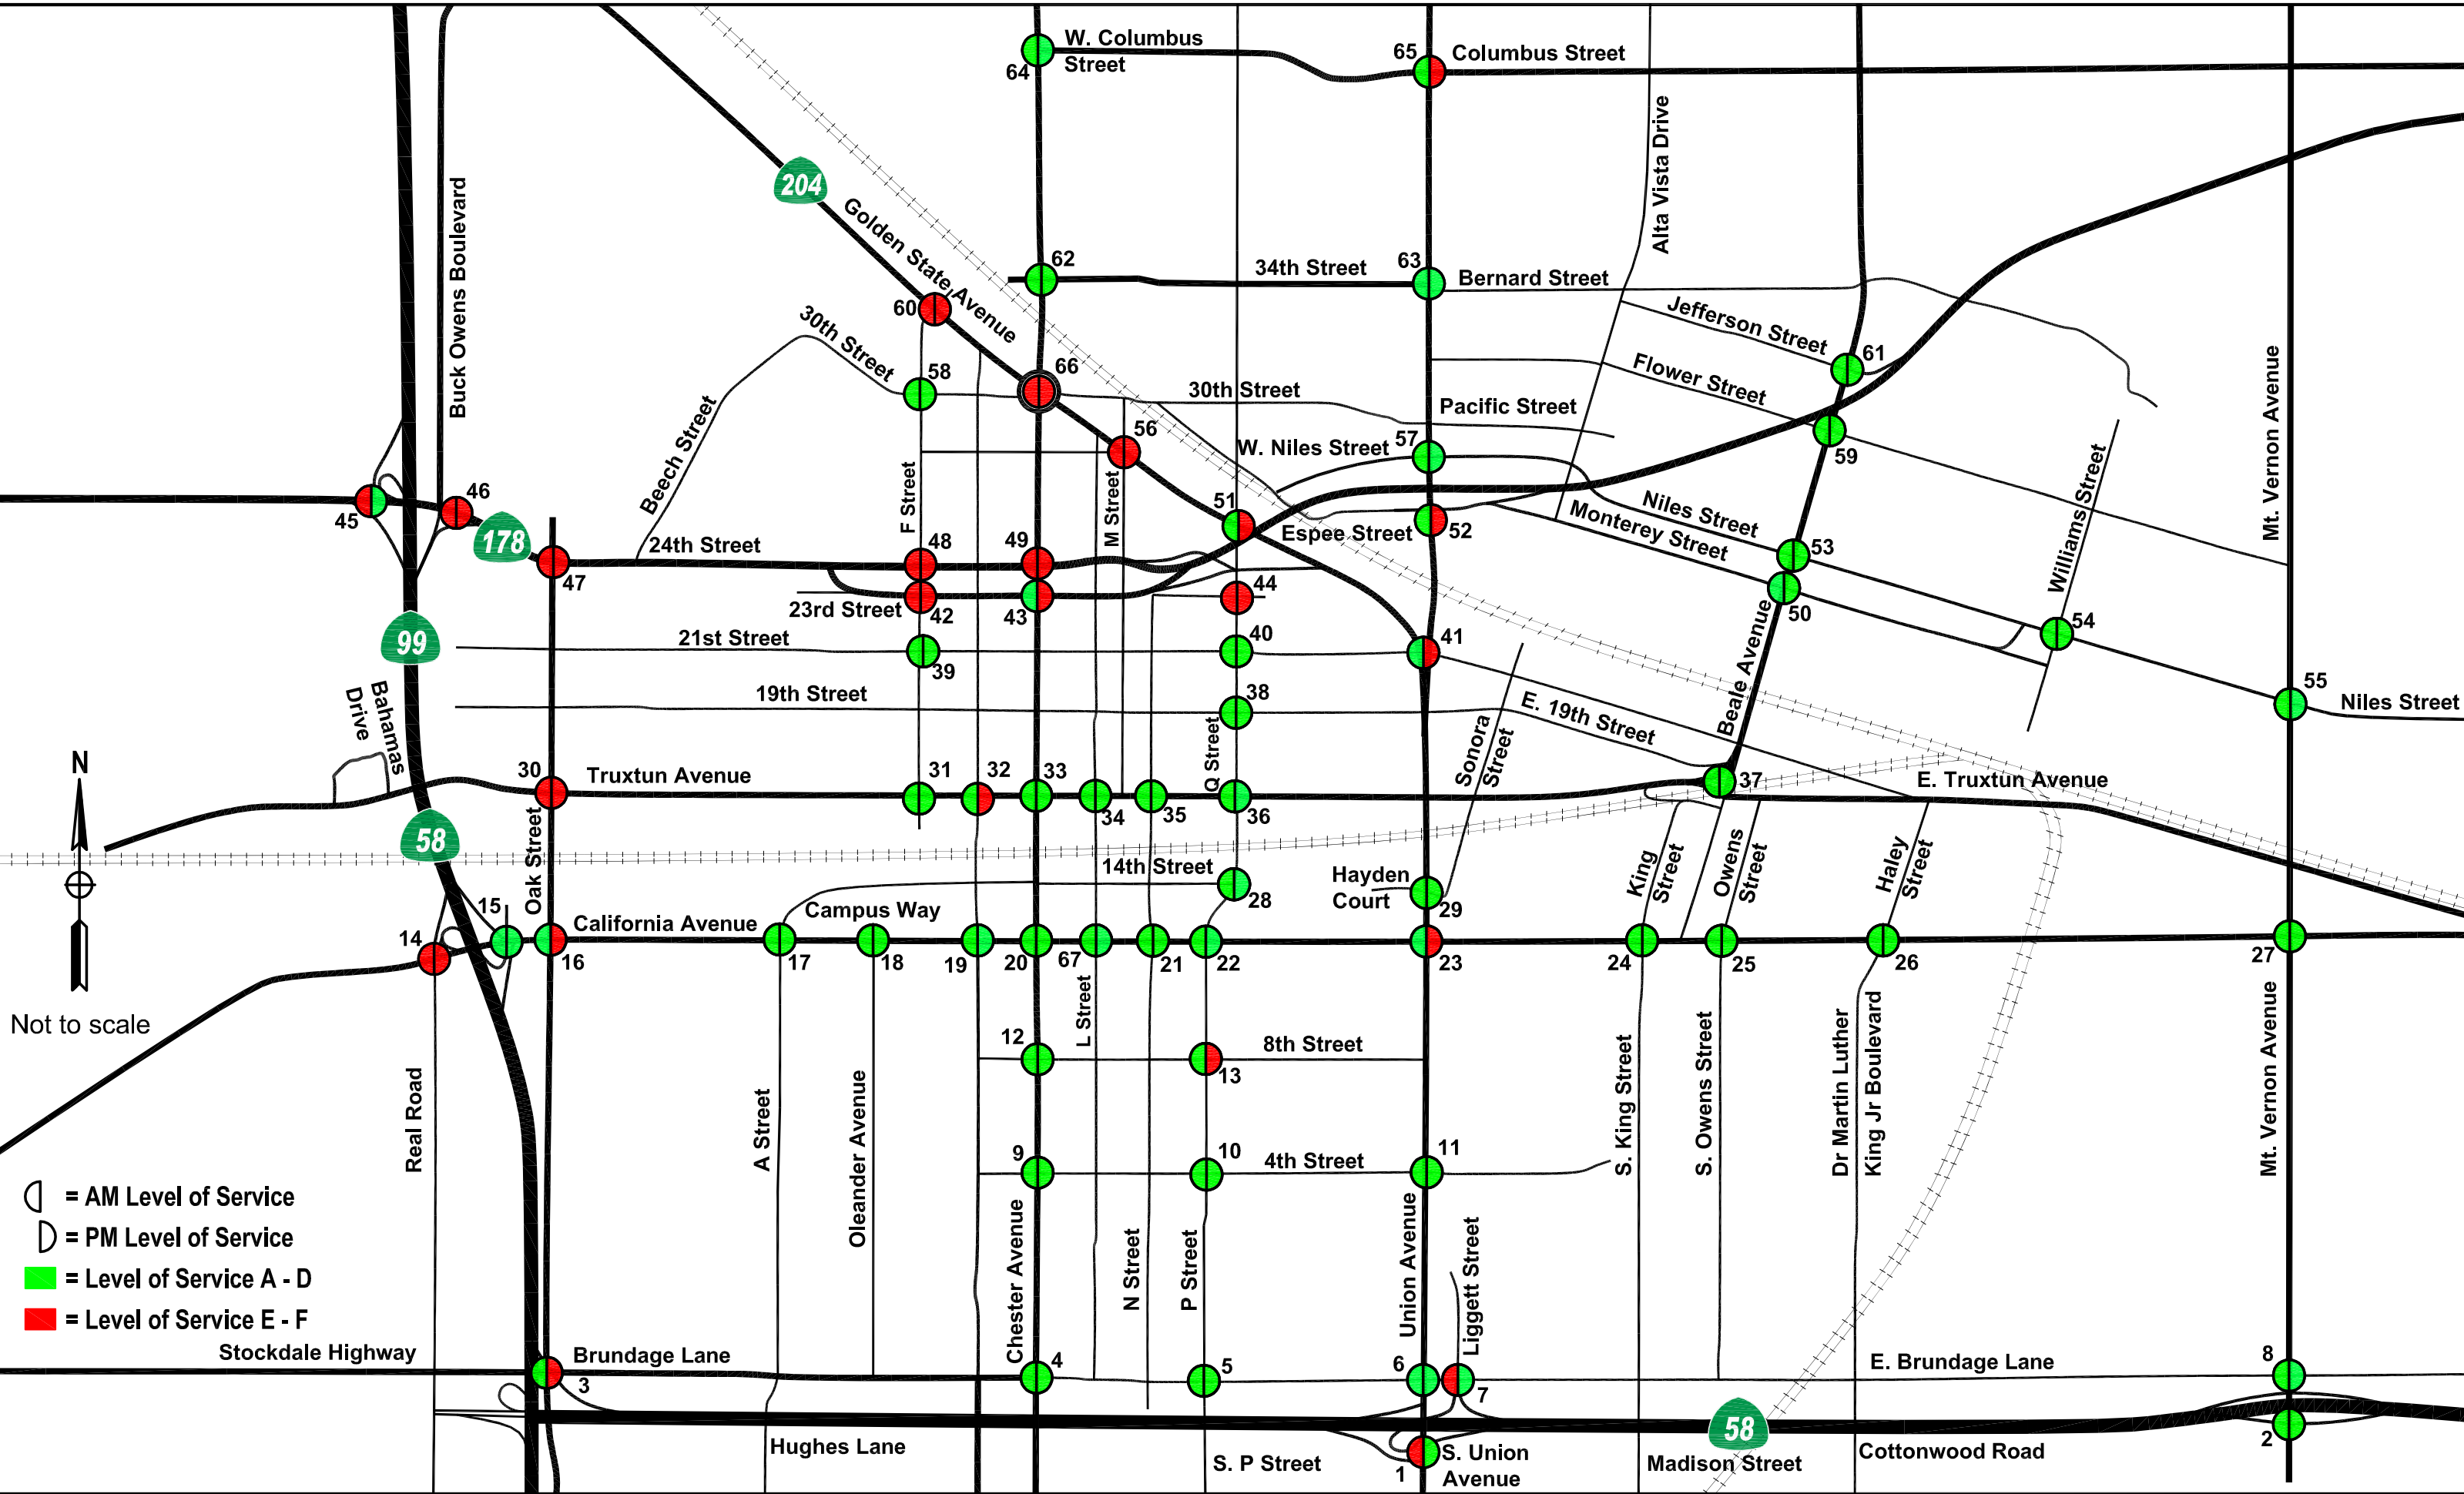 W. Columbus
Street
64
65
Columbus Street
Alta Vista Drive
204
Golden State Avenue
Buck Owens Boulevard
62
34th Street
63
Bernard Street
60
30th Street
Jefferson Street
61
58
66
30th Street
Flower Street
Mt. Vernon Avenue
Pacific Street
Beech Street
56
W. Niles Street
57
59
F Street
M Street
46
45
51
Niles Street
Williams Street
178
24th Street
48
49
Espee Street
52
Monterey Street
53
47
44
23rd Street
42
43
50
54
99
21st Street
39
40
41
Bahamas
Drive
19th Street
38
Q Street
E. 19th Street
Beale Avenue
55
Niles Street
Sonora
Street
N
30
Truxtun Avenue
31
32
33
34
35
36
37
E. Truxtun Avenue
58
Oak Street
14th Street
28
Hayden
Court
29
King
Street
Owens
Street
Haley
Street
15
14
California Avenue
Campus Way
16
17
18
19
20
67
21
22
23
24
25
26
27
Not to scale
L Street
12
8th Street
13
Real Road
A Street
Oleander Avenue
9
10
4th Street
11
S. King Street
S. Owens Street
Dr Martin Luther
King Jr Boulevard
Mt. Vernon Avenue
= AM Level of Service
= PM Level of Service
= Level of Service A - D
= Level of Service E - F
Chester Avenue
N Street
P Street
Union Avenue
Liggett Street
Stockdale Highway
Brundage Lane
3
4
5
6
7
E. Brundage Lane
8
58
2
Hughes Lane
S. P Street
1
S. Union
Avenue
Madison Street
Cottonwood Road